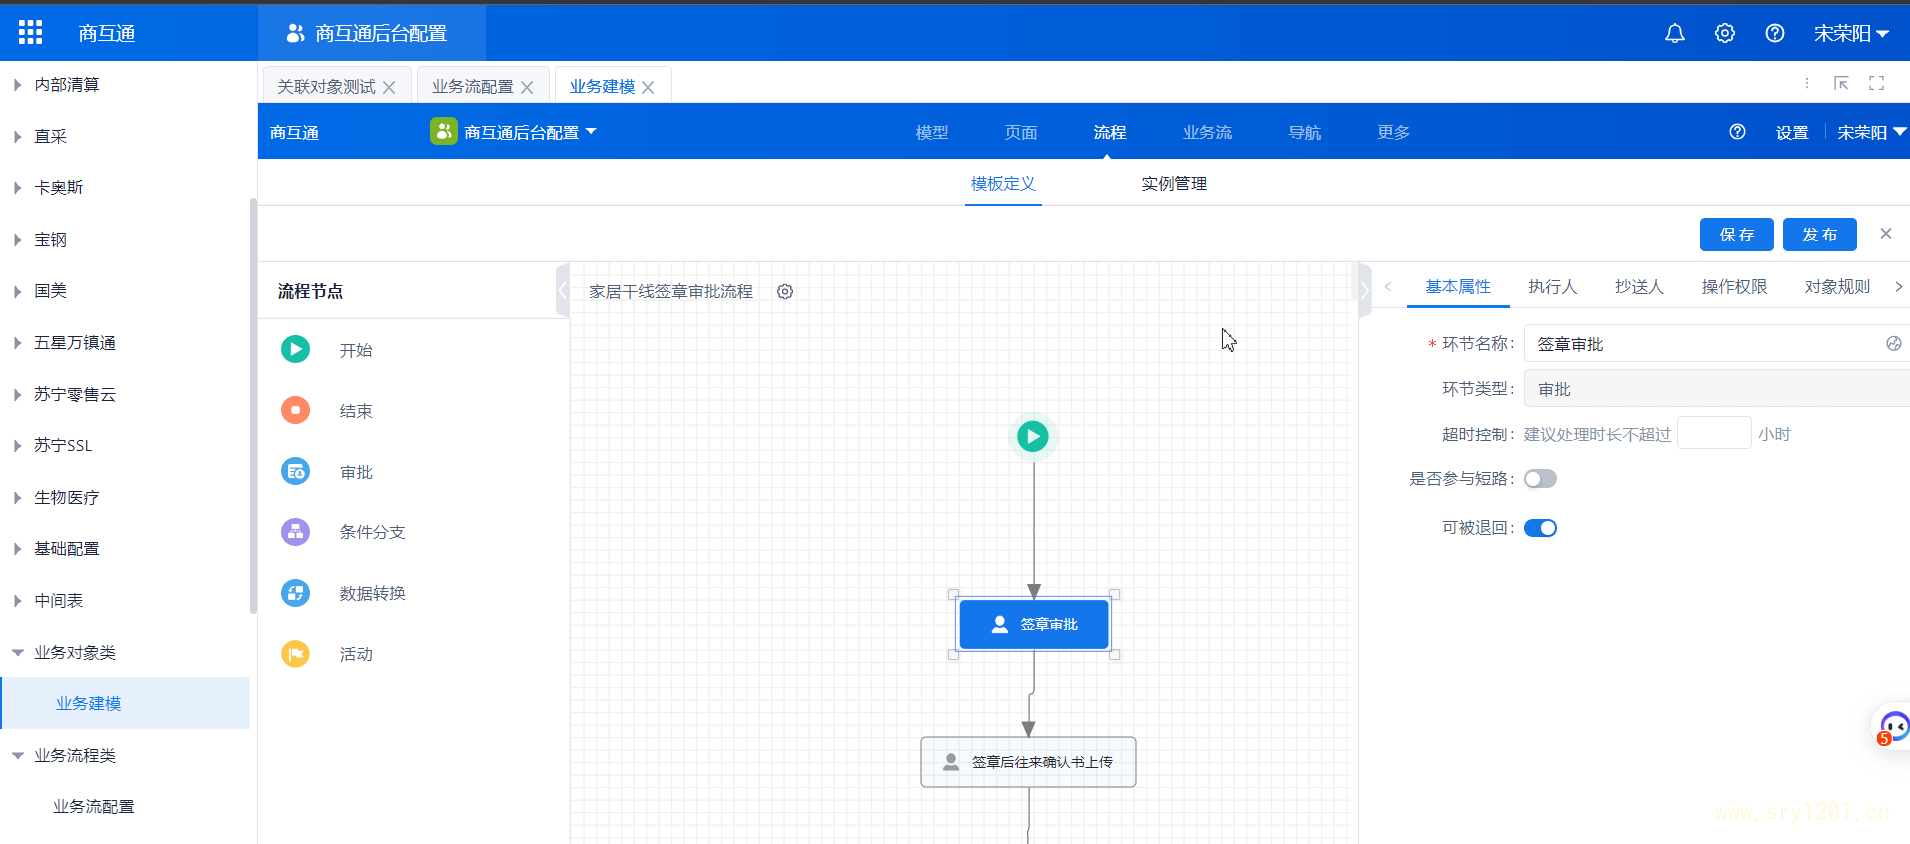 商互通
商互通后台配置
宋荣阳
内部清算
直采
卡奥斯
宝钢
国美
五星万镇通
苏宁零售云
苏宁SSL
生物医疗
基础配置
中间表
业务对象类
业务建模
业务流程类
业务流配置
关联对象测试
业务流配置
业务建模
商互通
商互通后台配置
模型
页面
流程
业务流
导航
更多
设置
宋荣阳
模板定义
实例管理
保存
发布
流程节点
开始
结束
审批
条件分支
数据转换
活动
家居干线签章审批流程
签章审批
签章后往来确认书上传
基本属性
执行人
抄送人
操作权限
对象规则
* 环节名称: 签章审批
环节类型: 审批
超时控制: 建议处理时长不超过 小时
是否参与短路:
可被退回:
5
www.sry1201.cn